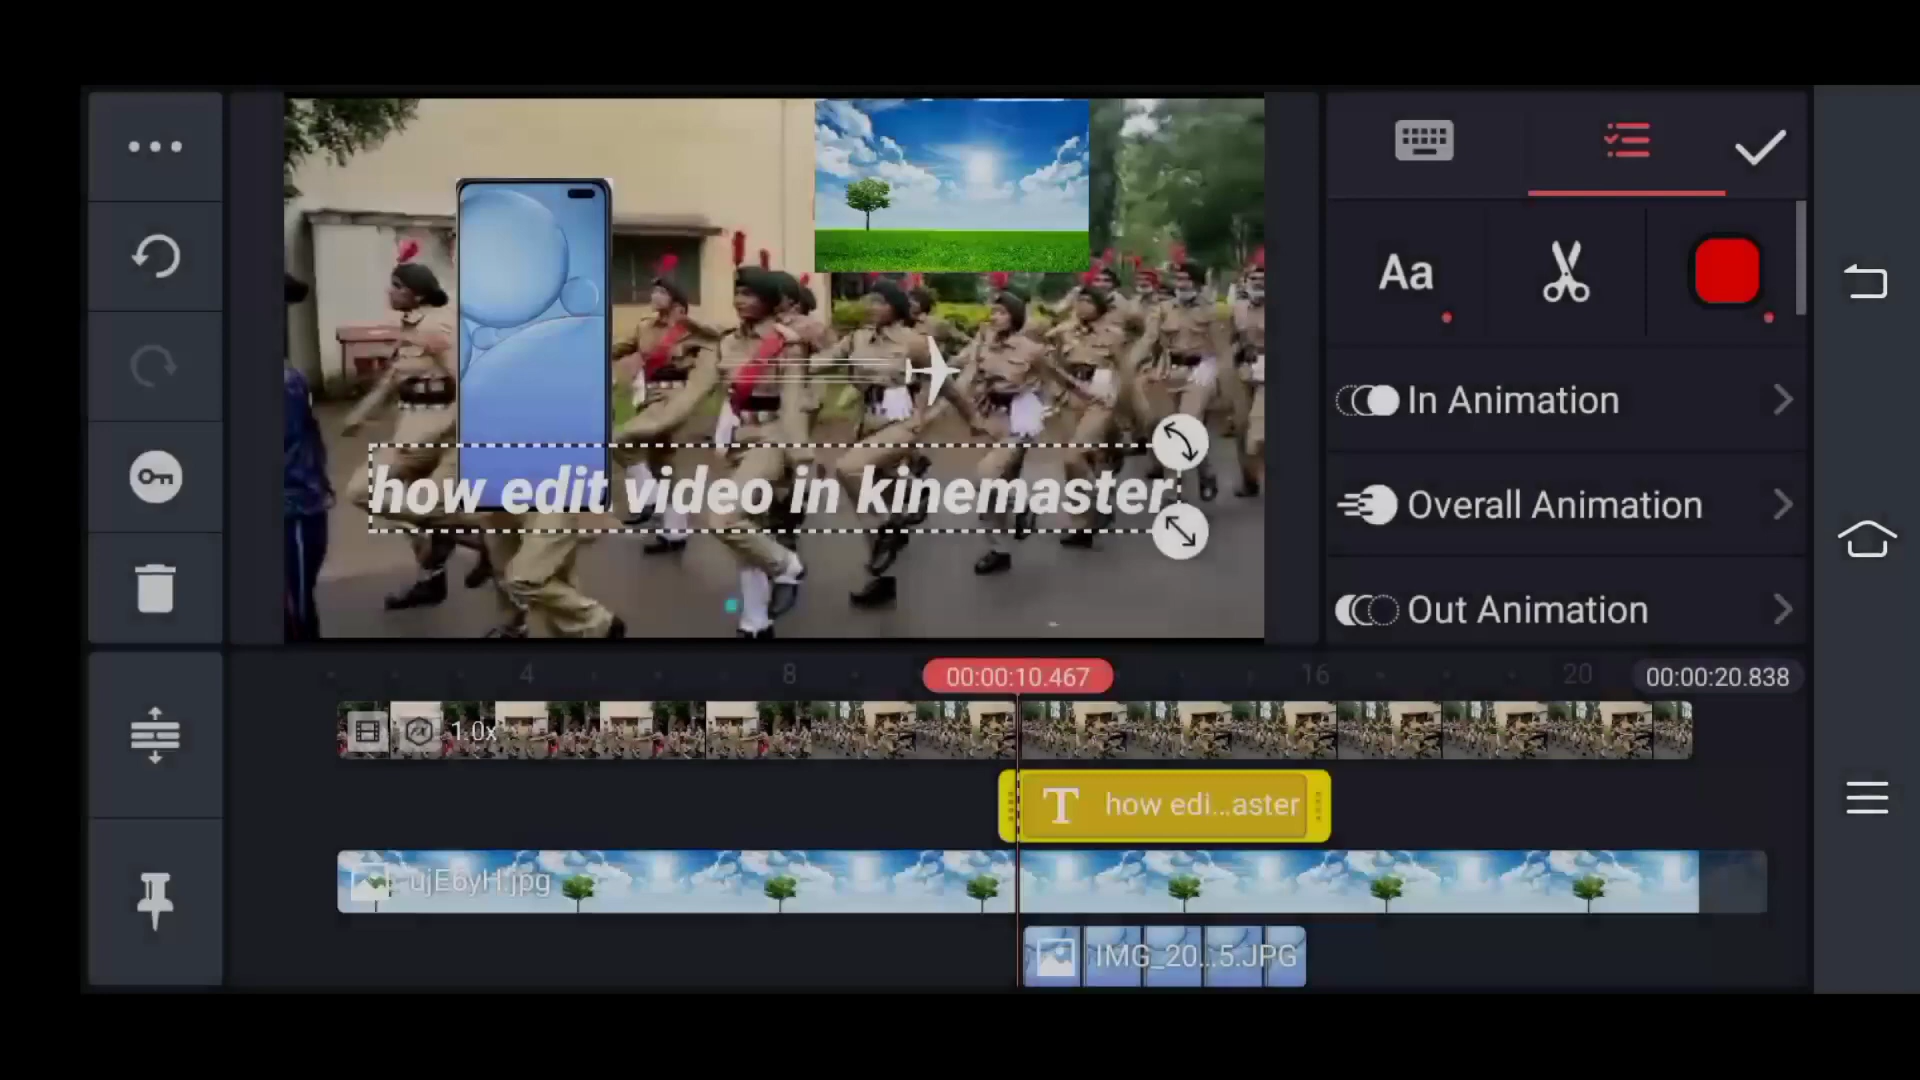 Aa
In Animation
how edit video in kinemaster
Overall Animation
Out Animation
4
8
00:00:10.467
16
20
00:00:20.838
1.0x
T
how edi...aster
ujE6yH.jpg
IMG_20...5.JPG